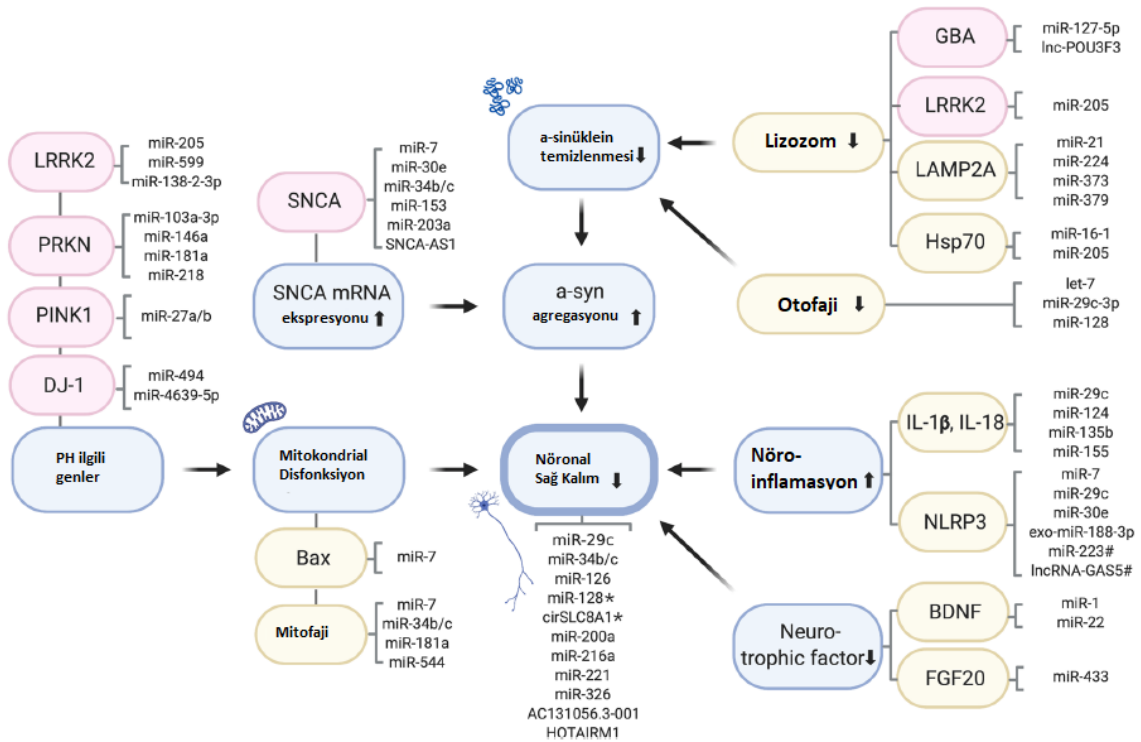 LRRK2
miR-205
miR-599
miR-138-2-3p
PRKN
miR-103a-3p
miR-146a
miR-181a
miR-218
PINK1
miR-27a/b
DJ-1
miR-494
miR-4639-5p
PH ilgili
genler
SNCA
miR-7
miR-30e
miR-34b/c
miR-153
miR-203a
SNCA-AS1
SNCA mRNA
ekspresyonu
Mitokondrial
Disfonksiyon
Bax
miR-7
Mitofaji
miR-7
miR-34b/c
miR-181a
miR-544
a-sinüklein
temizlenmesi
a-syn
agregasyonu
Nöronal
Sağ Kalım
miR-29c
miR-34b/c
miR-126
miR-128*
cirSLC8A1*
miR-200a
miR-216a
miR-221
miR-326
AC131056.3-001
HOTAIRM1
Lizozom
GBA
miR-127-5p
lnc-POU3F3
LRRK2
miR-205
LAMP2A
miR-21
miR-224
miR-373
miR-379
Hsp70
miR-16-1
miR-205
Otofaji
let-7
miR-29c-3p
miR-128
Nöro-
inflamasyon
IL-1β, IL-18
miR-29c
miR-124
miR-135b
miR-155
NLRP3
miR-7
miR-29c
miR-30e
exo-miR-188-3p
miR-223#
lncRNA-GAS5#
Neuro-
trophic factor
BDNF
miR-1
miR-22
FGF20
miR-433